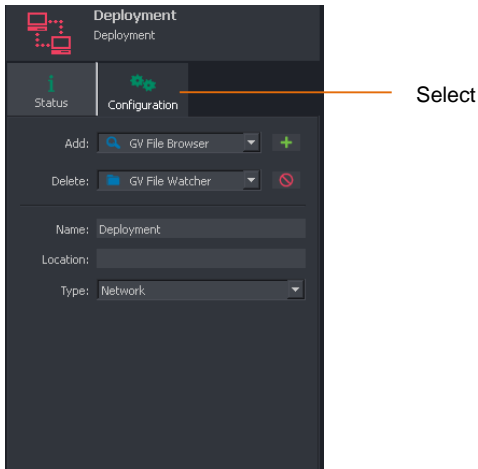 Deployment
Deployment
Status
Configuration
Select
Add: GV File Browser
Delete: GV File Watcher
Name: Deployment
Location:
Type: Network